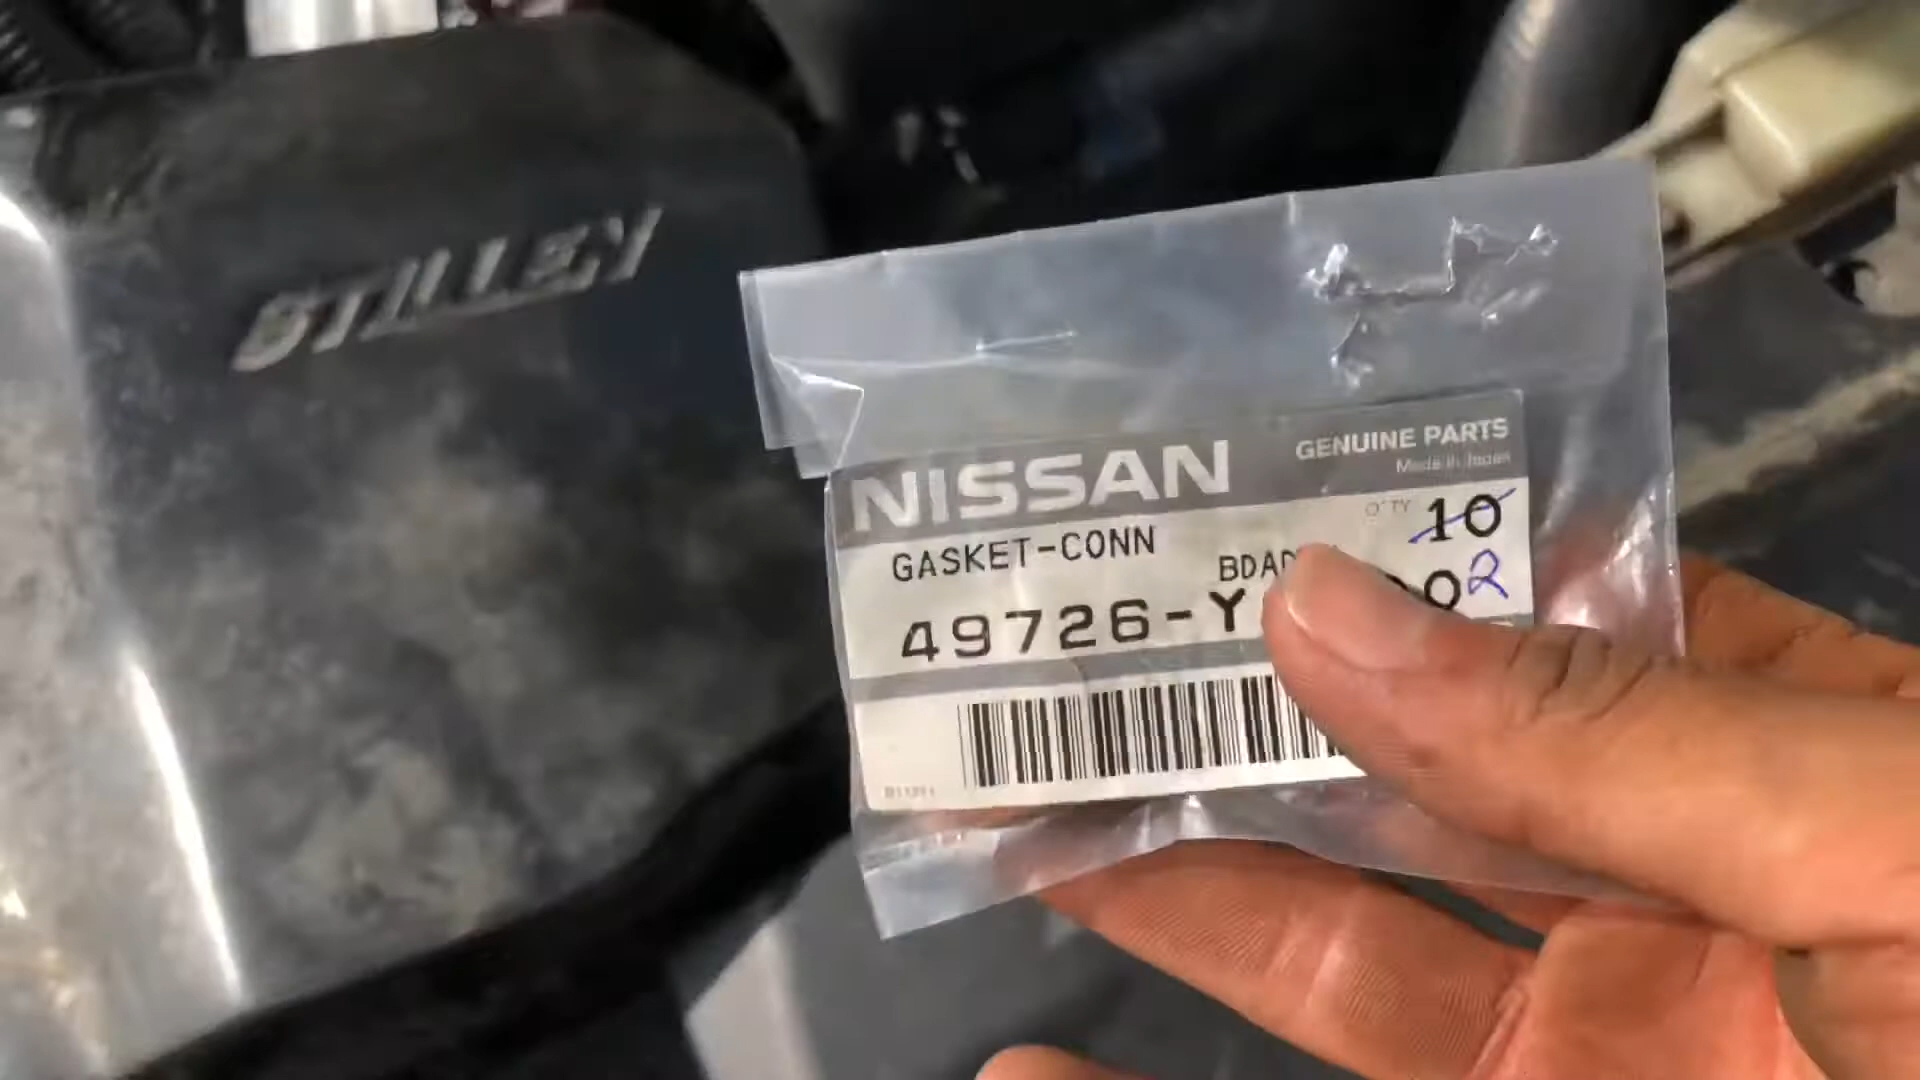 STILLEN
NISSAN
GENUINE PARTS
Made in Japan
GASKET-CONN
Q'TY 10
2
49726-Y